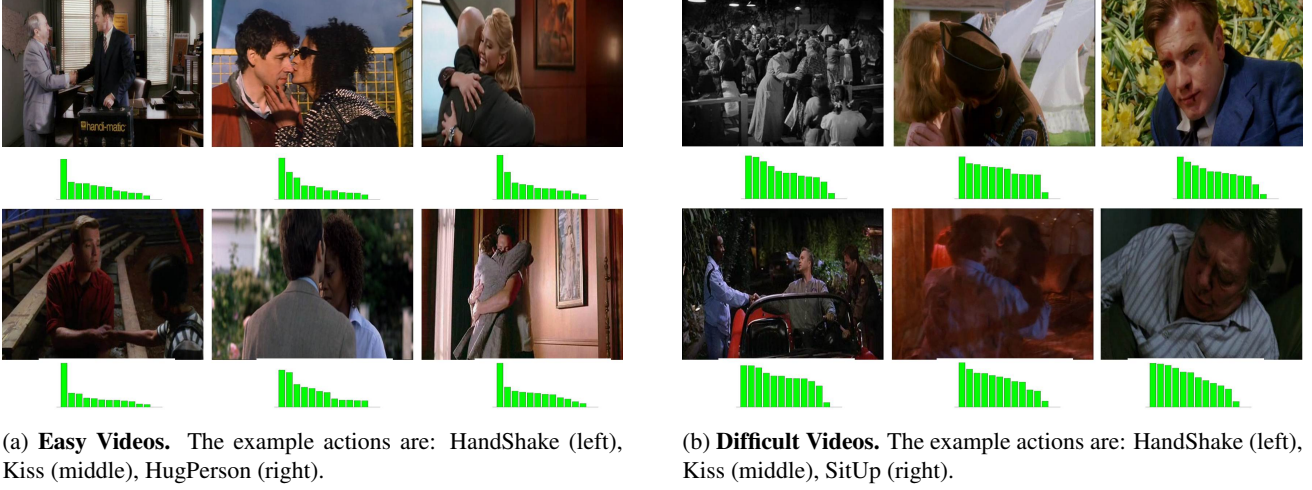 hand-matic
(a) Easy Videos. The example actions are: HandShake (left),
Kiss (middle), HugPerson (right).
(b) Difficult Videos. The example actions are: HandShake (left),
Kiss (middle), SitUp (right).